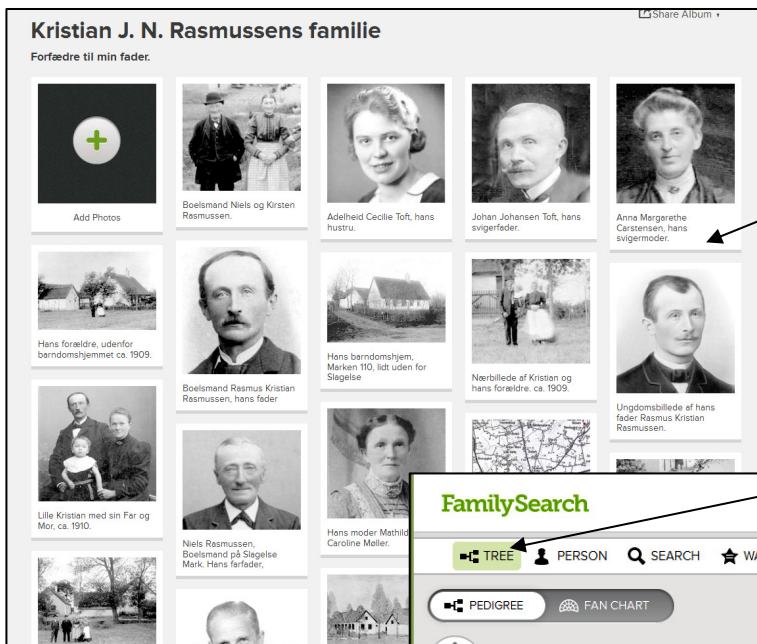 Share Album
Kristian J. N. Rasmussens familie
Forfædre til min fader.
Add Photos
Boelsmand Niels og Kirsten
Rasmussen.
Adelheid Cecilie Toft, hans
hustru.
Johan Johansen Toft, hans
svigerfader.
Anna Margarethe
Carstensen, hans
svigermoder.
Hans forældre, udenfor
barndomshjemmet ca. 1909.
Boelsmand Rasmus Kristian
Rasmussen, hans fader
Hans barndomshjem,
Marken 110, lidt uden for
Slagelse
Nærbillede af Kristian og
hans forældre. ca. 1909.
Ungdomsbillede af hans
fader Rasmus Kristian
Rasmussen.
Lille Kristian med sin Far og
Mor, ca. 1910.
Niels Rasmussen,
Boelsmand på Slagelse
Mark. Hans farfader,
Hans moder Mathild
Caroline Møller.
FamilySearch
TREE PERSON SEARCH WA
PEDIGREE FAN CHART